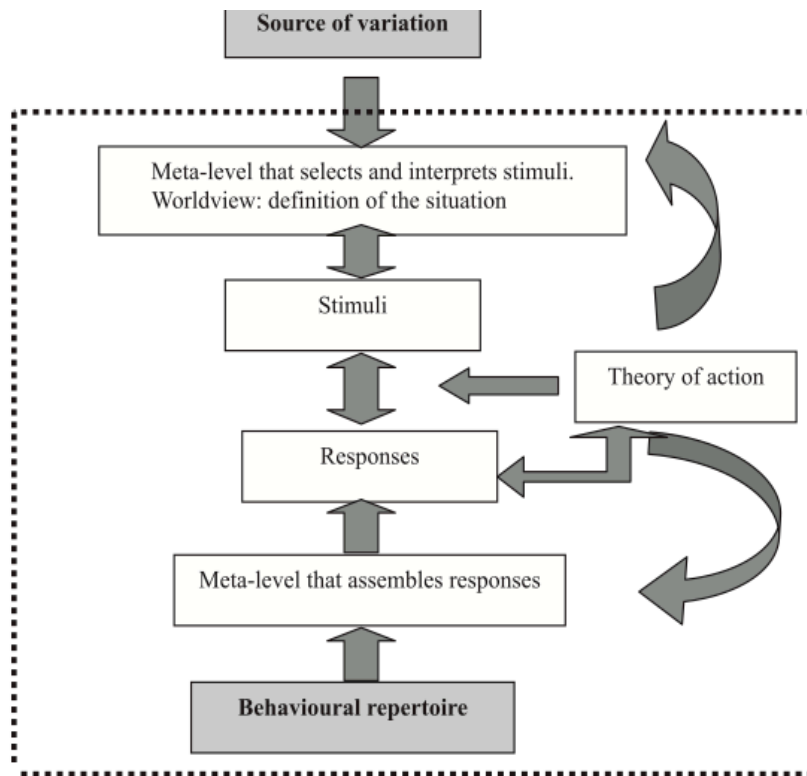 Source of variation
Meta-level that selects and interprets stimuli.
Worldview: definition of the situation
Stimuli
Theory of action
Responses
Meta-level that assembles responses
Behavioural repertoire